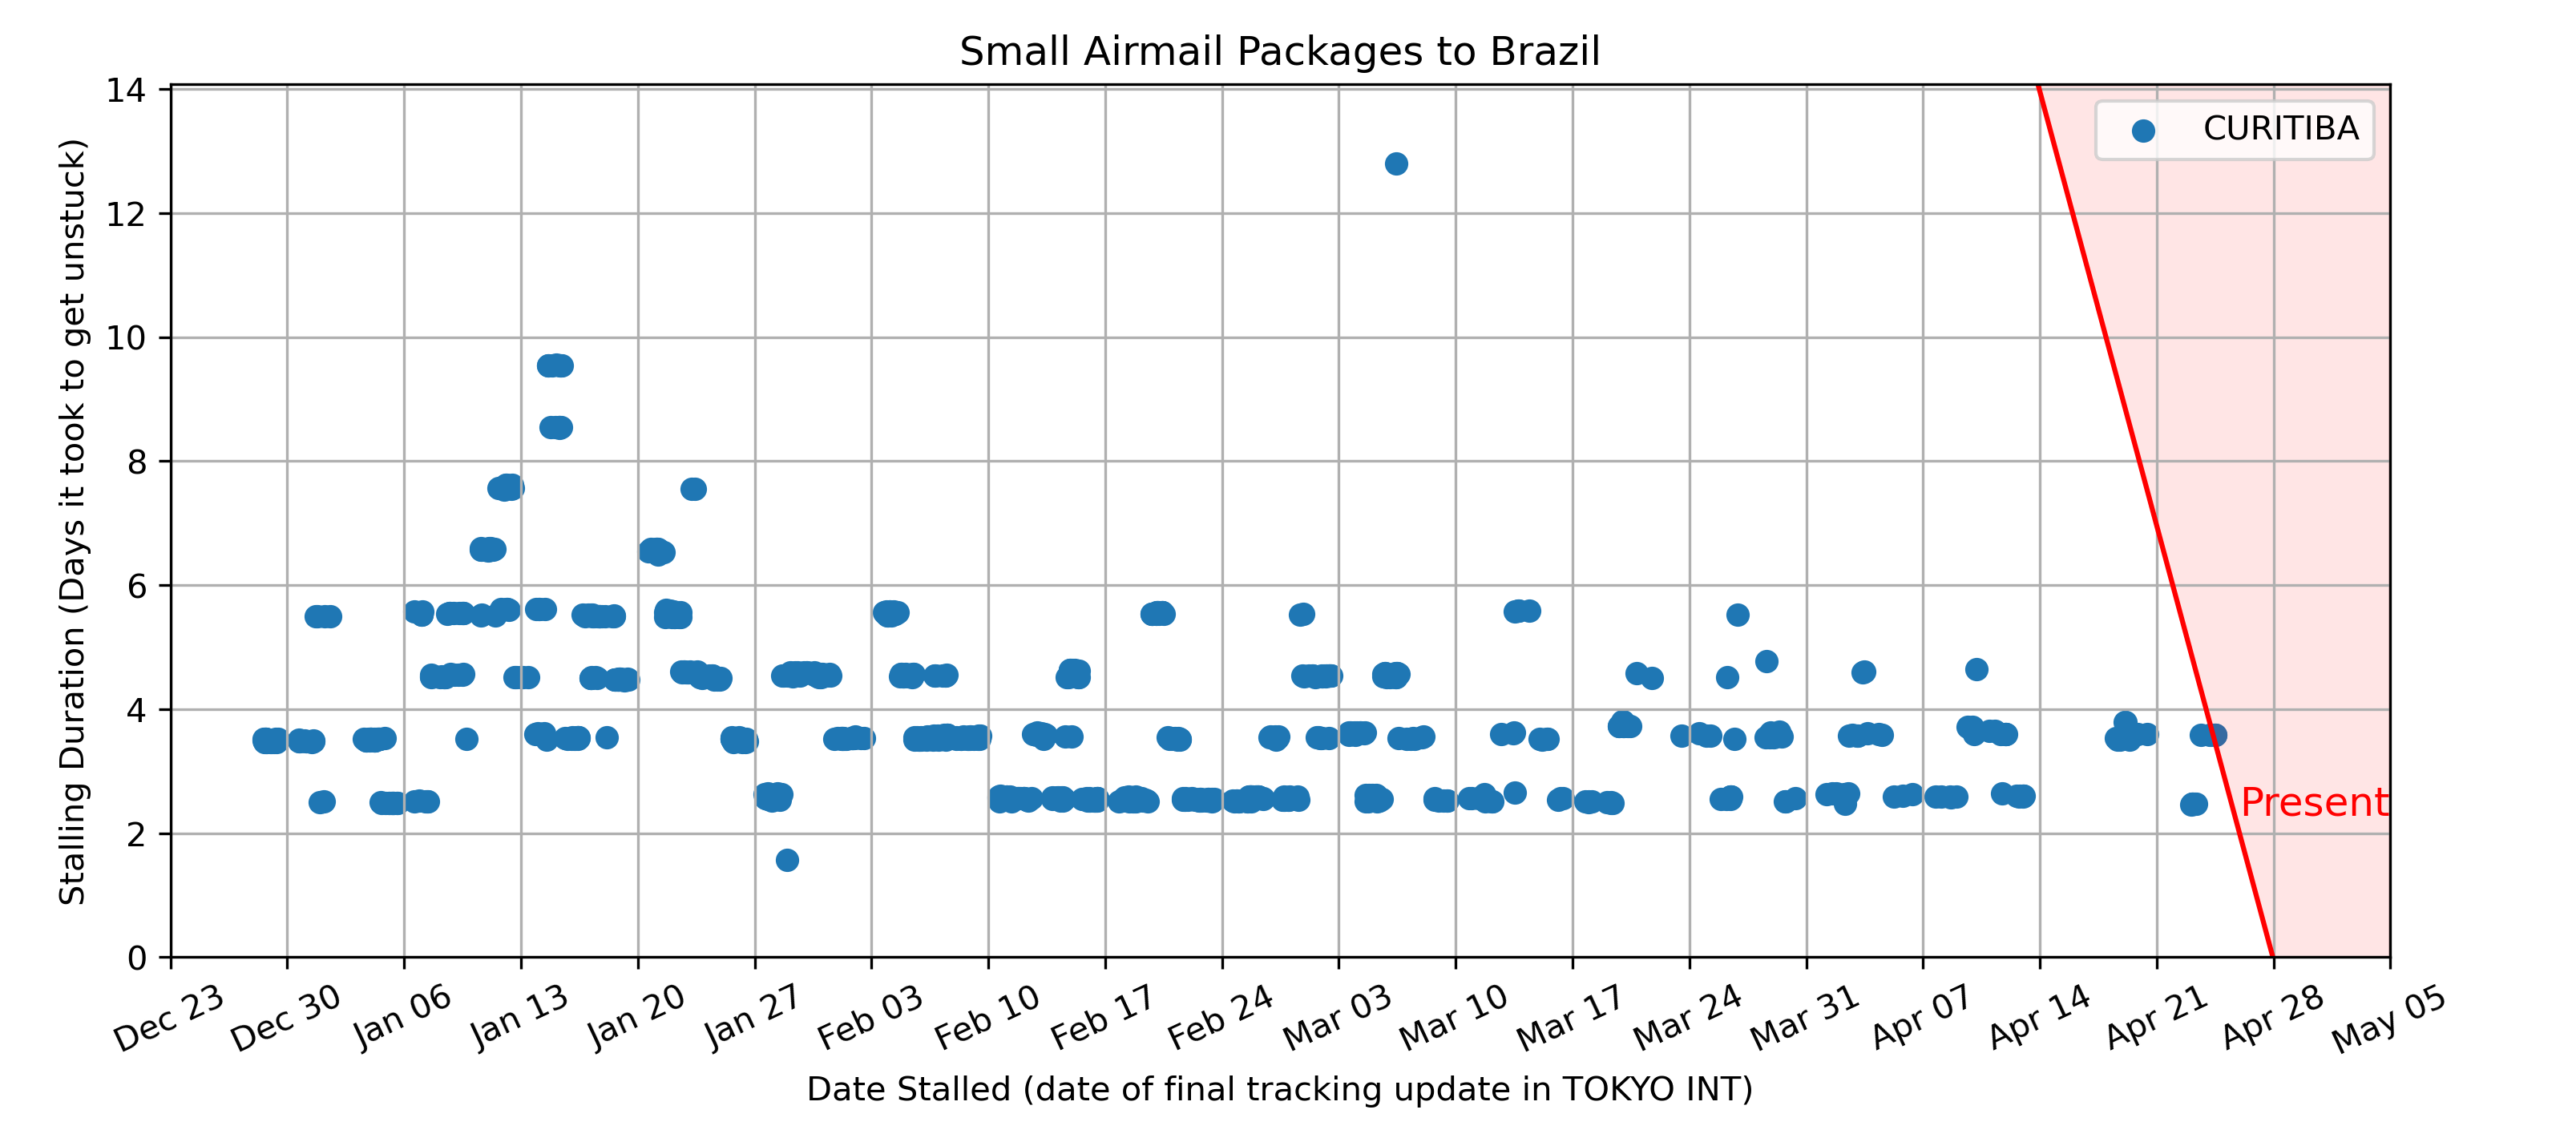 Small Airmail Packages to Brazil
Stalling Duration (Days it took to get unstuck)
14
12
10
8
6
4
2
0
CURITIBA
Present
Dec 23
Dec 30
Jan 06
Jan 13
Jan 20
Jan 27
Feb 03
Feb 10
Feb 17
Feb 24
Mar 03
Mar 10
Mar 17
Mar 24
Mar 31
Apr 07
Apr 14
Apr 21
Apr 28
May 05
Date Stalled (date of final tracking update in TOKYO INT)